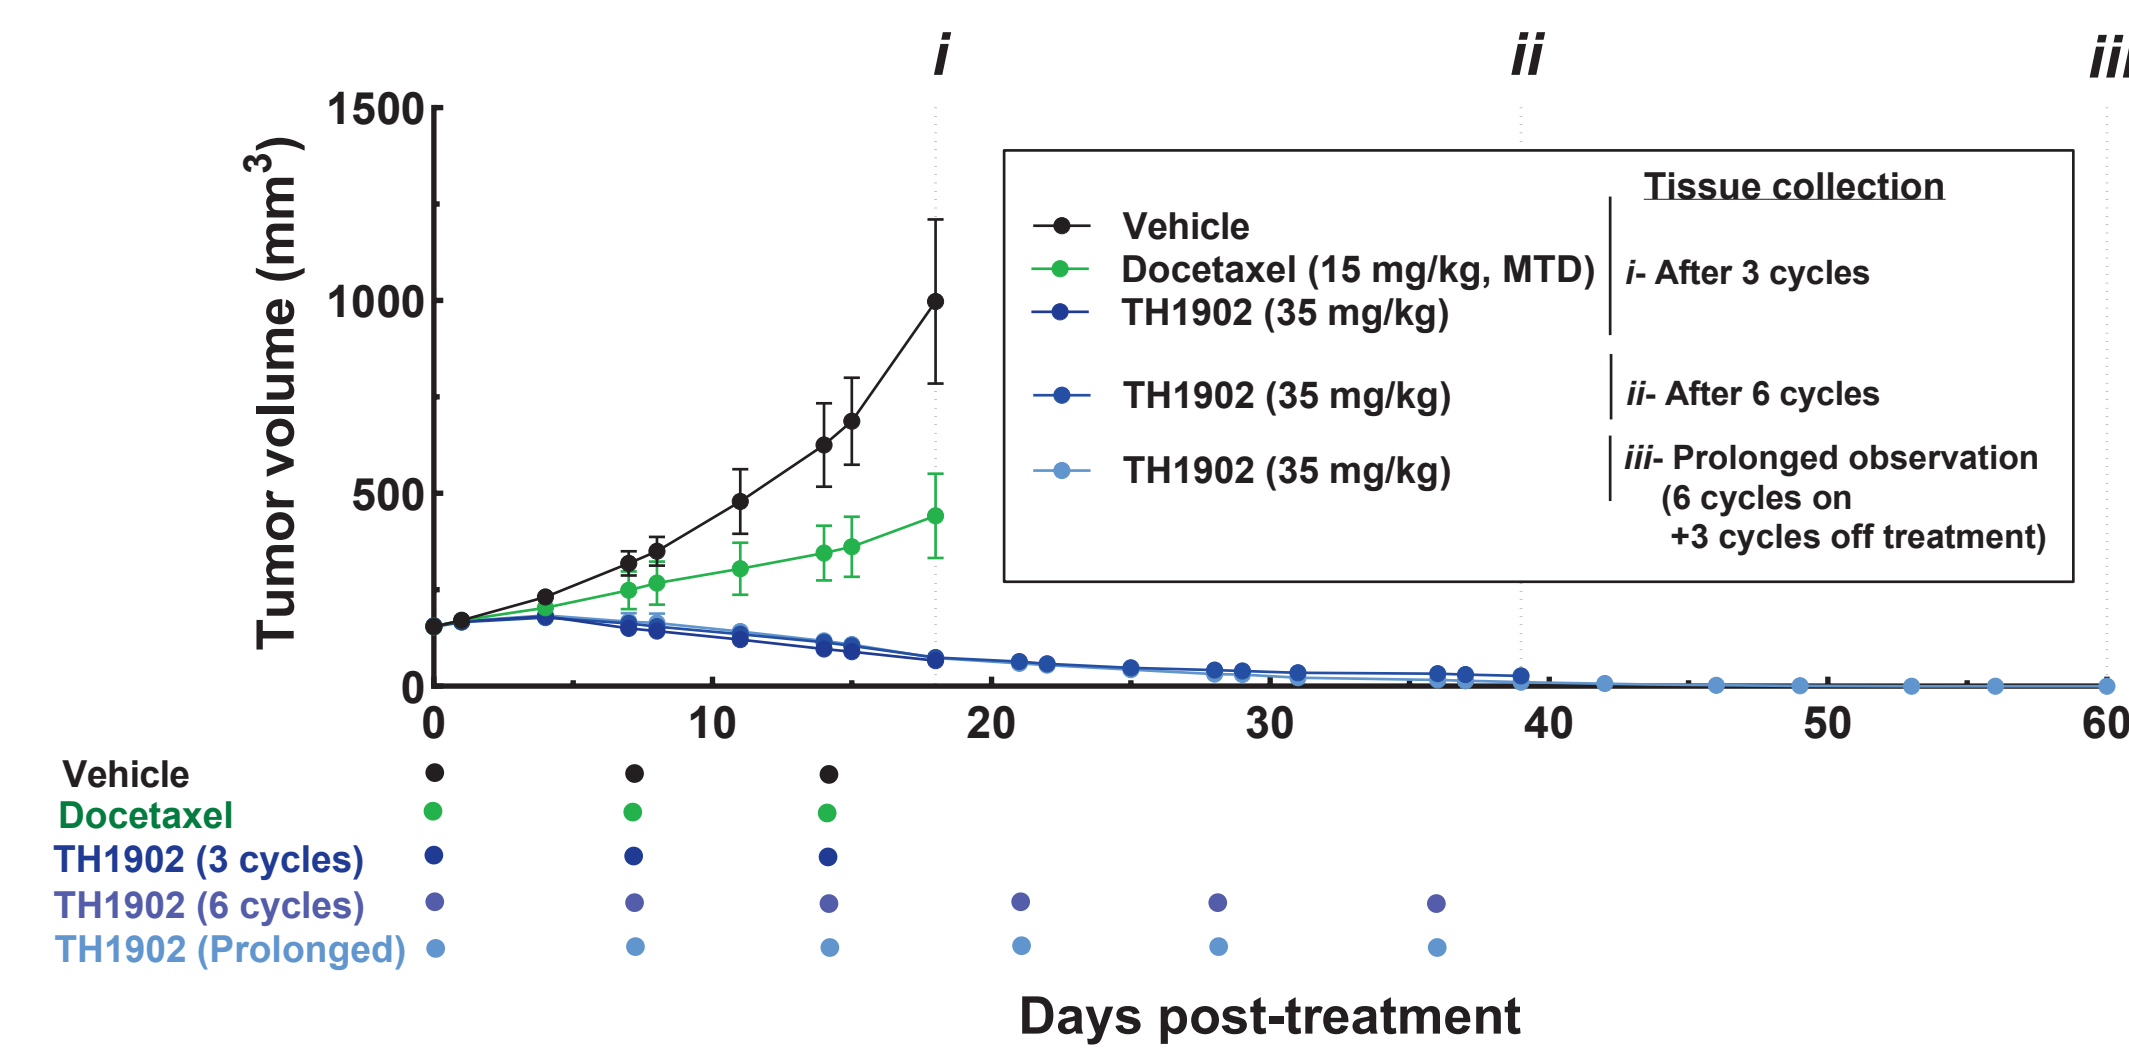 i ii iii
1500
1000
500
0
Tumor volume (mm³)
Tissue collection
Vehicle
Docetaxel (15 mg/kg, MTD)
TH1902 (35 mg/kg)
i- After 3 cycles
TH1902 (35 mg/kg)
ii- After 6 cycles
TH1902 (35 mg/kg)
iii- Prolonged observation
(6 cycles on
+3 cycles off treatment)
0 10 20 30 40 50 60
Vehicle
Docetaxel
TH1902 (3 cycles)
TH1902 (6 cycles)
TH1902 (Prolonged)
Days post-treatment